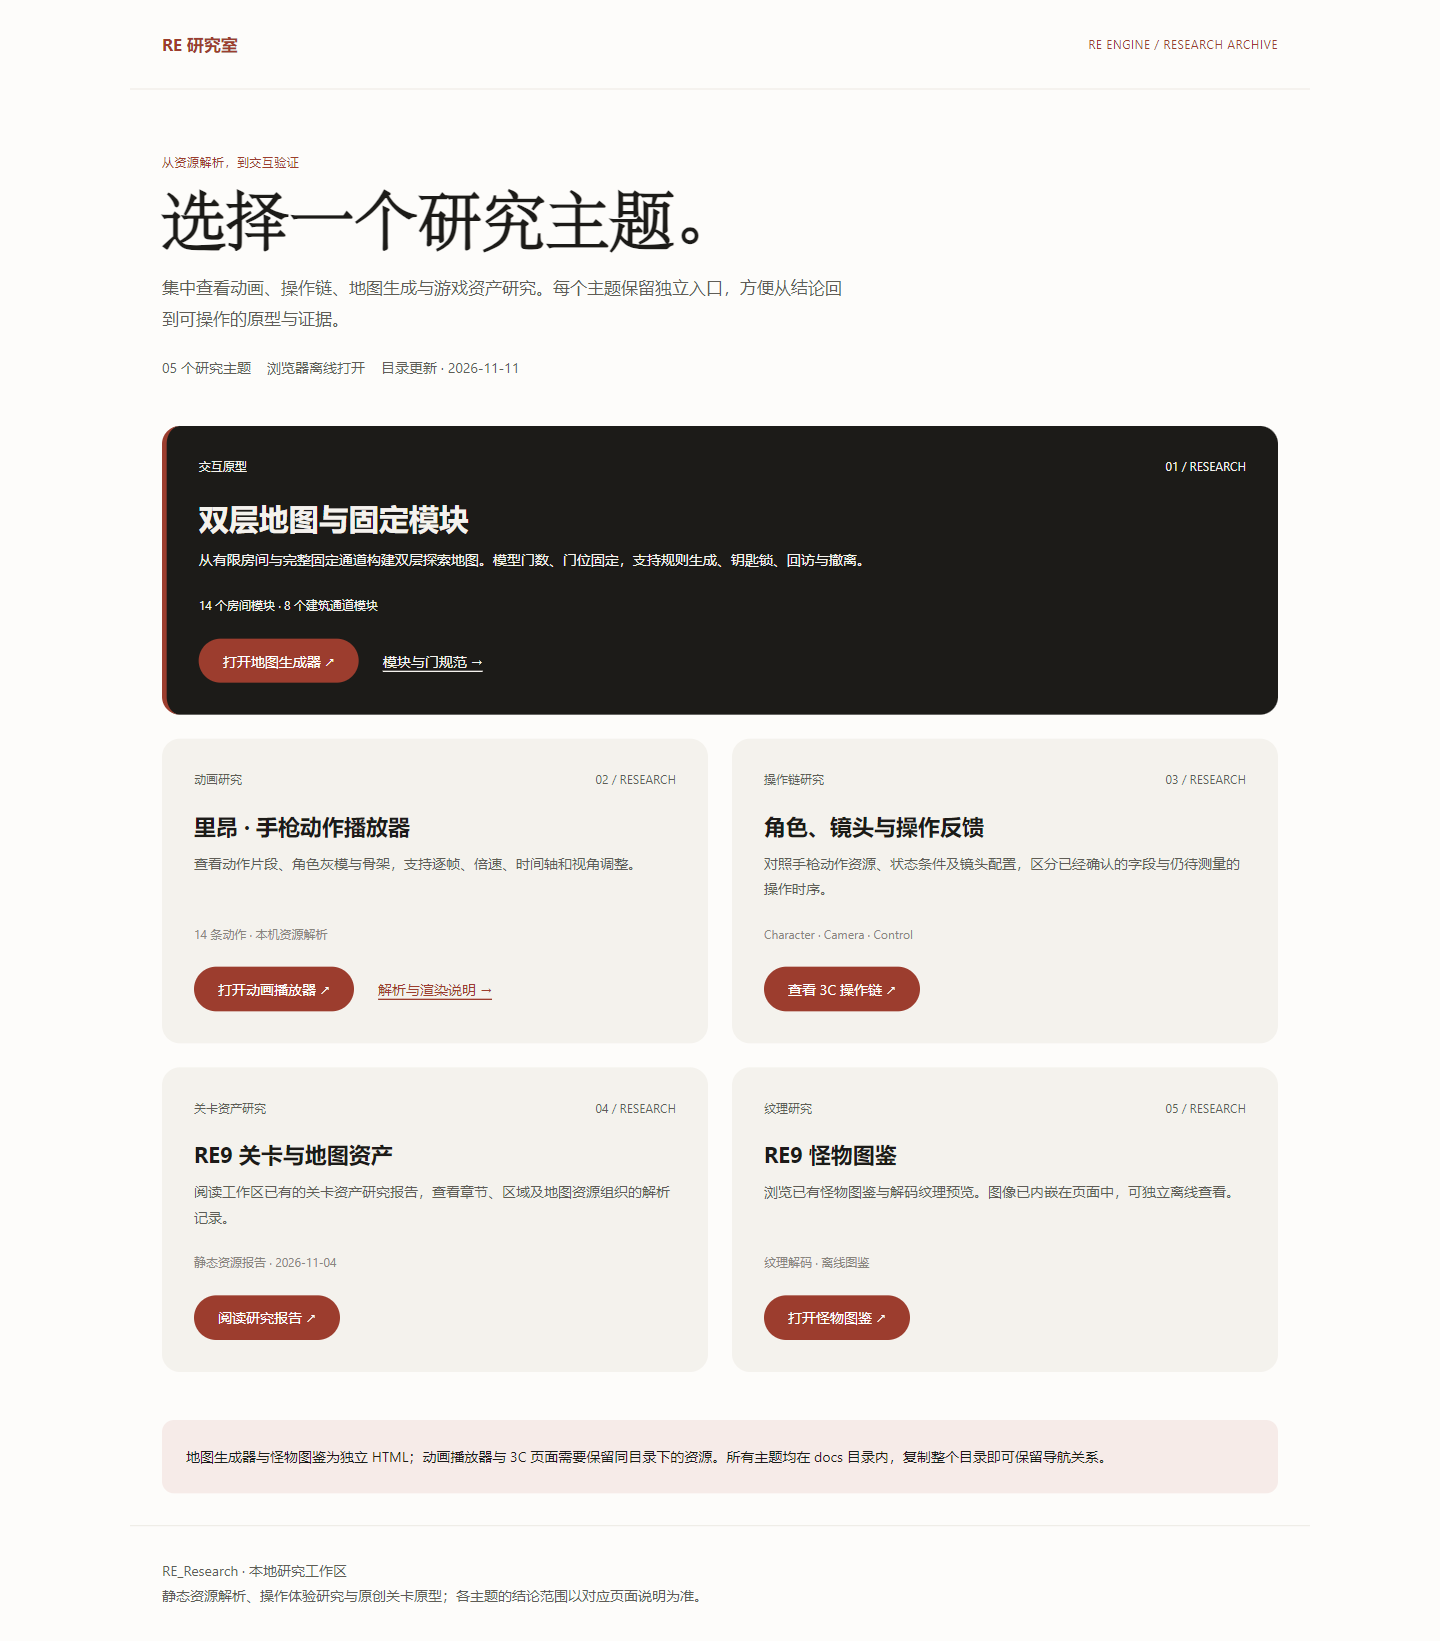 RE 研究室
RE ENGINE / RESEARCH ARCHIVE
从资源解析，到交互验证
选择一个研究主题。
集中查看动画、操作链、地图生成与游戏资产研究。每个主题保留独立入口，方便从结论回
到可操作的原型与证据。
05 个研究主题 浏览器离线打开 目录更新 · 2026-11-11
交互原型
01 / RESEARCH
双层地图与固定模块
从有限房间与完整固定通道构建双层探索地图。模型门数、门位固定，支持规则生成、钥匙锁、回访与撤离。
14 个房间模块 · 8 个建筑通道模块
打开地图生成器 ↗
模块与门规范 →
动画研究
02 / RESEARCH
里昂 · 手枪动作播放器
查看动作片段、角色灰模与骨架，支持逐帧、倍速、时间轴和视角调整。
14 条动作 · 本机资源解析
打开动画播放器 ↗
解析与渲染说明 →
操作链研究
03 / RESEARCH
角色、镜头与操作反馈
对照手枪动作资源、状态条件及镜头配置，区分已经确认的字段与仍待测量的
操作时序。
Character · Camera · Control
查看 3C 操作链 ↗
关卡资产研究
04 / RESEARCH
RE9 关卡与地图资产
阅读工作区已有的关卡资产研究报告，查看章节、区域及地图资源组织的解析
记录。
静态资源报告 · 2026-11-04
阅读研究报告 ↗
纹理研究
05 / RESEARCH
RE9 怪物图鉴
浏览已有怪物图鉴与解码纹理预览。图像已内嵌在页面中，可独立离线查看。
纹理解码 · 离线图鉴
打开怪物图鉴 ↗
地图生成器与怪物图鉴为独立 HTML；动画播放器与 3C 页面需要保留同目录下的资源。所有主题均在 docs 目录内，复制整个目录即可保留导航关系。
RE_Research · 本地研究工作区
静态资源解析、操作体验研究与原创关卡原型；各主题的结论范围以对应页面说明为准。